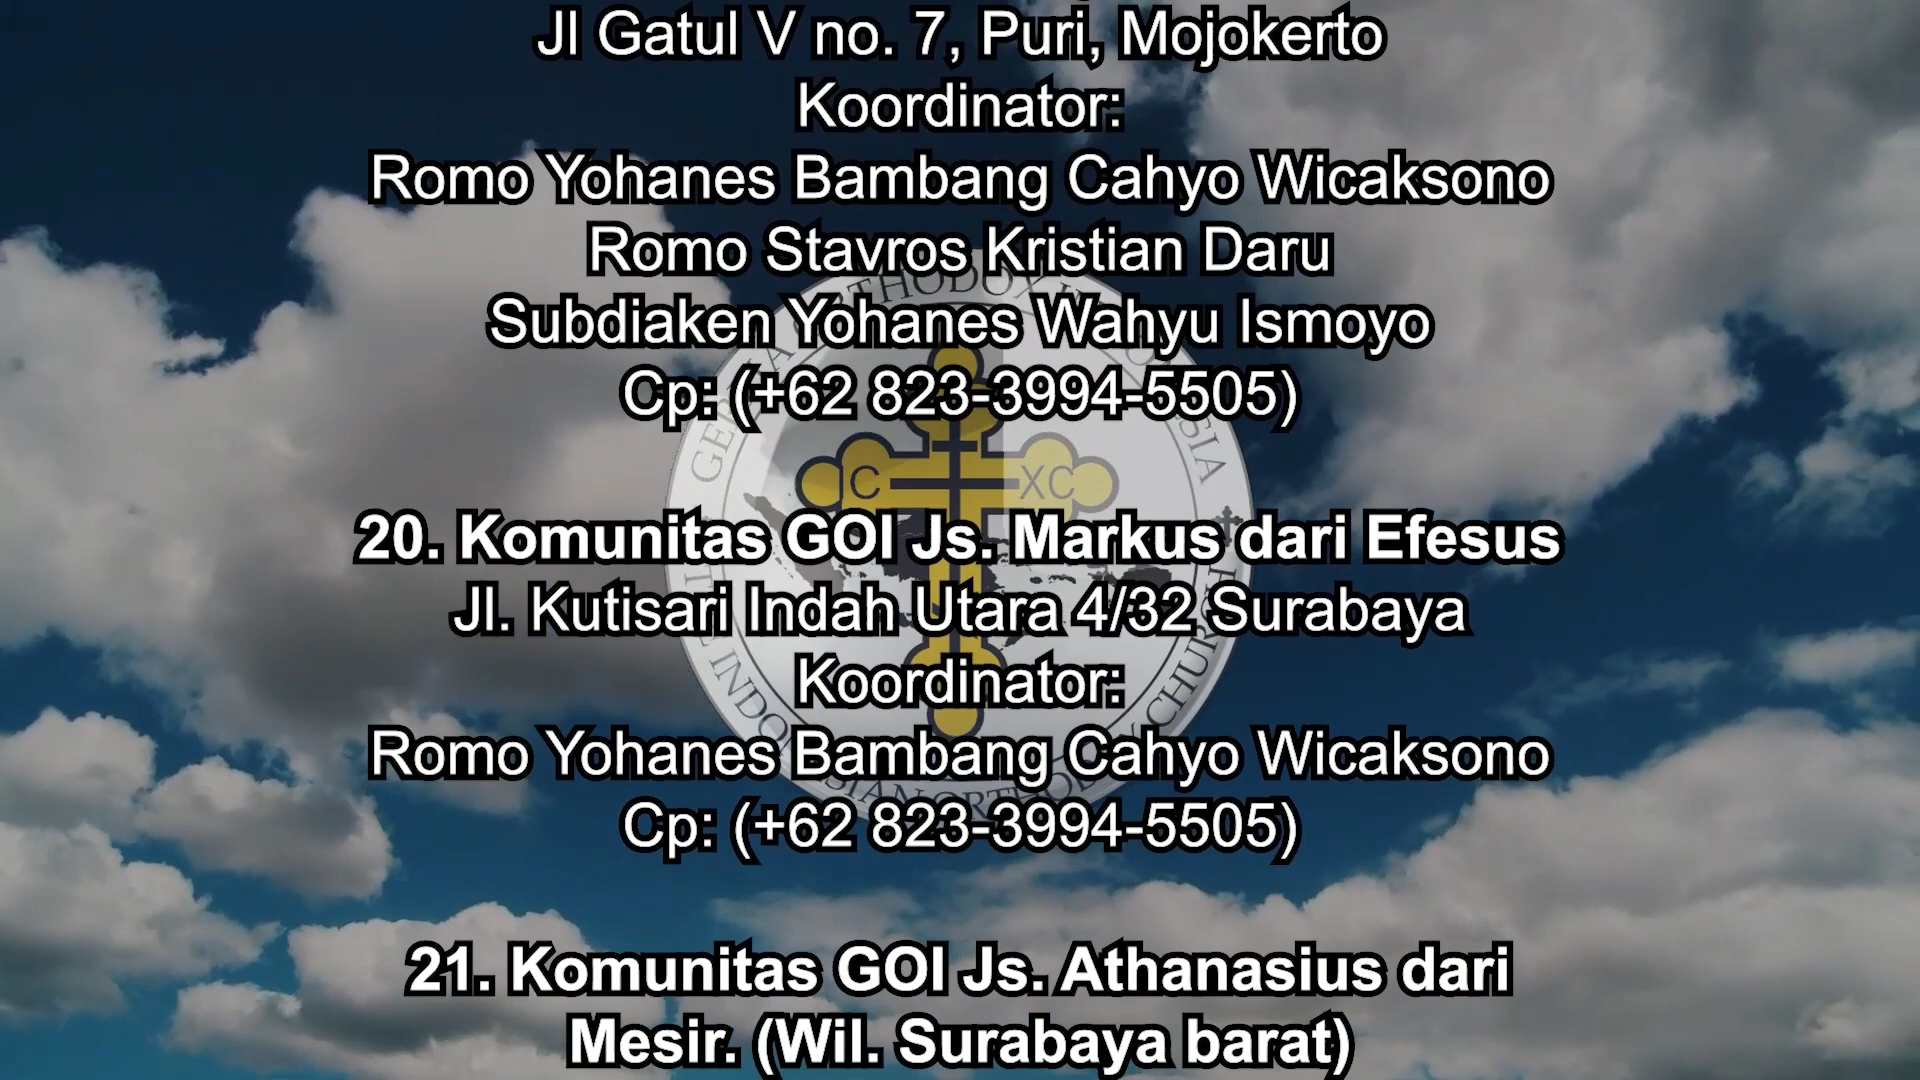 Jl Gatul V no. 7, Puri, Mojokerto
Koordinator:
Romo Yohanes Bambang Cahyo Wicaksono
Romo Stavros Kristian Daru
Subdiaken Yohanes Wahyu Ismoyo
Cp: (+62 823-3994-5505)
C XC
20. Komunitas GOI Js. Markus dari Efesus
Jl. Kutisari Indah Utara 4/32 Surabaya
Koordinator:
Romo Yohanes Bambang Cahyo Wicaksono
Cp: (+62 823-3994-5505)
21. Komunitas GOI Js. Athanasius dari
Mesir. (Wil. Surabaya barat)